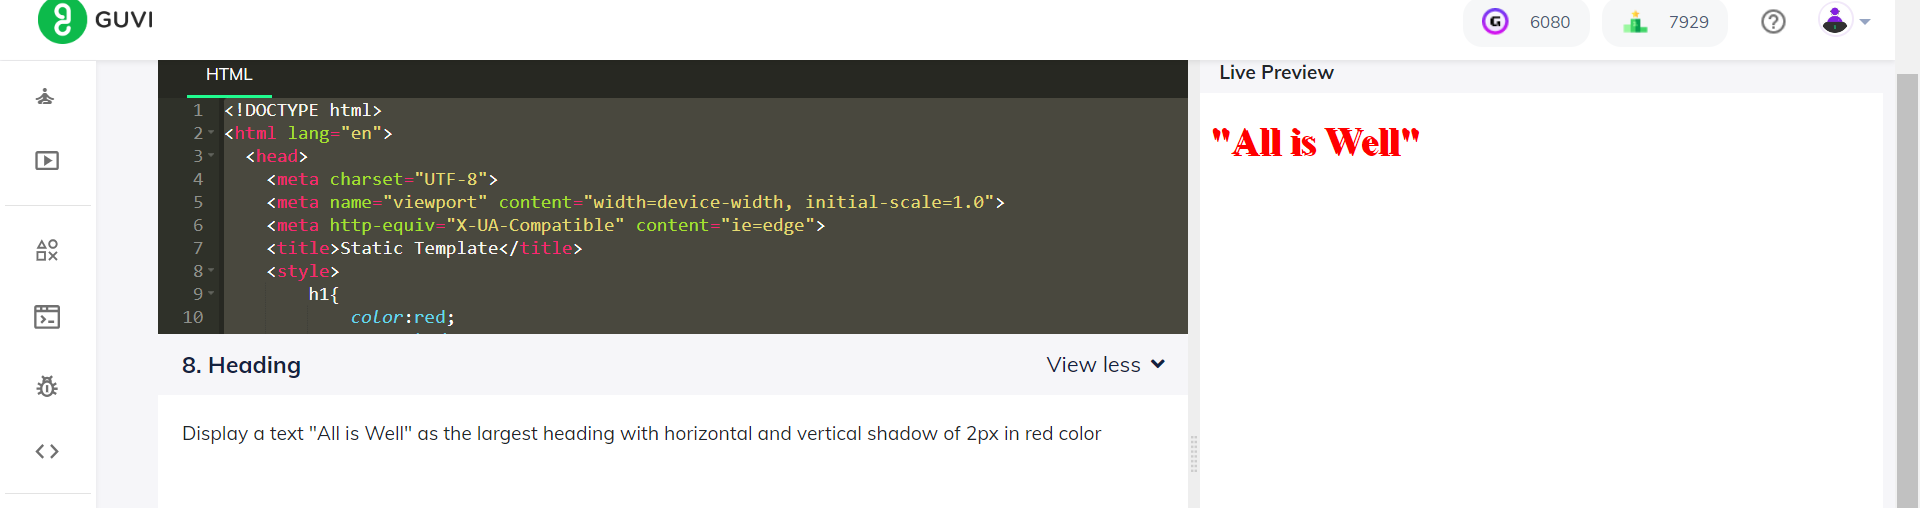 GUVI
6080
7929
HTML
Live Preview
1 <!DOCTYPE html>
2 <html lang="en">
3 <head>
4 <meta charset="UTF-8">
5 <meta name="viewport" content="width=device-width, initial-scale=1.0">
6 <meta http-equiv="X-UA-Compatible" content="ie=edge">
7 <title>Static Template</title>
8 <style>
9 h1{
10 color:red;
"All is Well"
8. Heading
View less
Display a text "All is Well" as the largest heading with horizontal and vertical shadow of 2px in red color